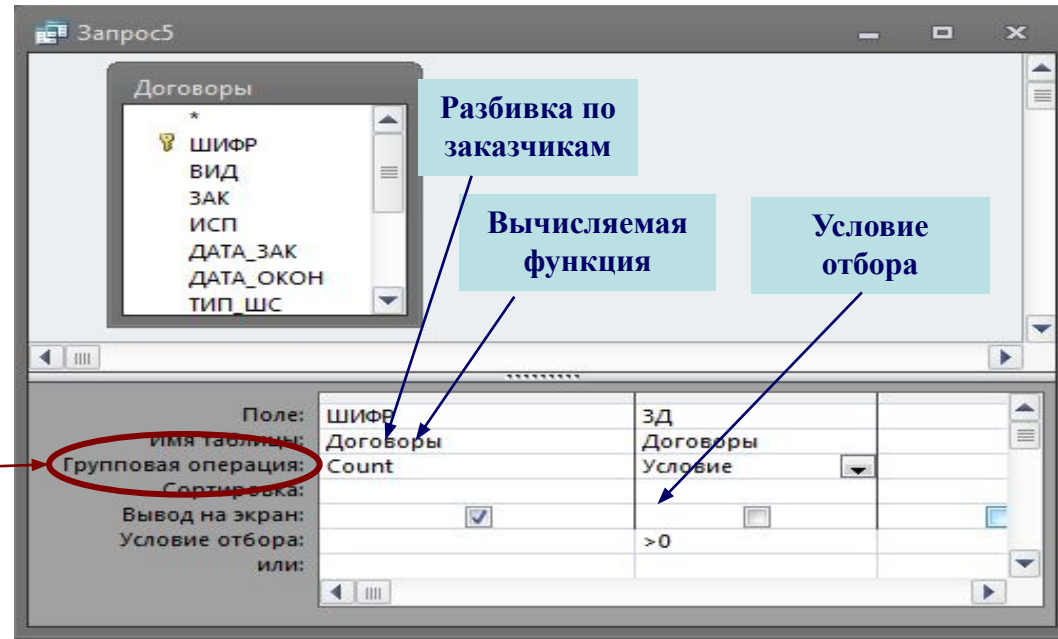 Запрос5
Договоры
*
ШИФР
ВИД
ЗАК
ИСП
ДАТА_ЗАК
ДАТА_ОКОН
ТИП_ШС
Разбивка по
заказчикам
Вычисляемая
функция
Условие
отбора
Поле: ШИФР ЗД
Имя таблицы: Договоры Договоры
Групповая операция: Count Условие
Сортировка:
Вывод на экран:
Условие отбора: >0
или: